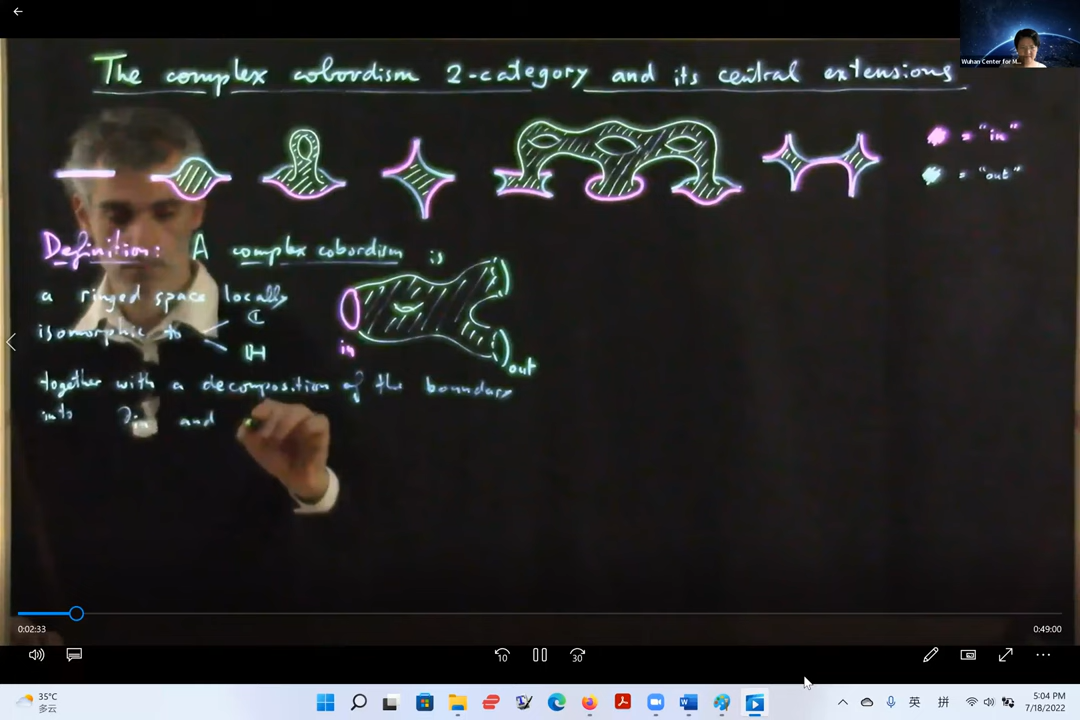 Wuhan Center for M...
The complex cobordism 2-category and its central extensions
= "in"
= "out"
Definition: A complex cobordism is
a ringed space locally
isomorphic to
ℂ
ℍ
in
out
together with a decomposition of the boundary
into ∂in and
0:02:33
0:49:00
10
30
35°C
多云
英
拼
5:04 PM
7/18/2022